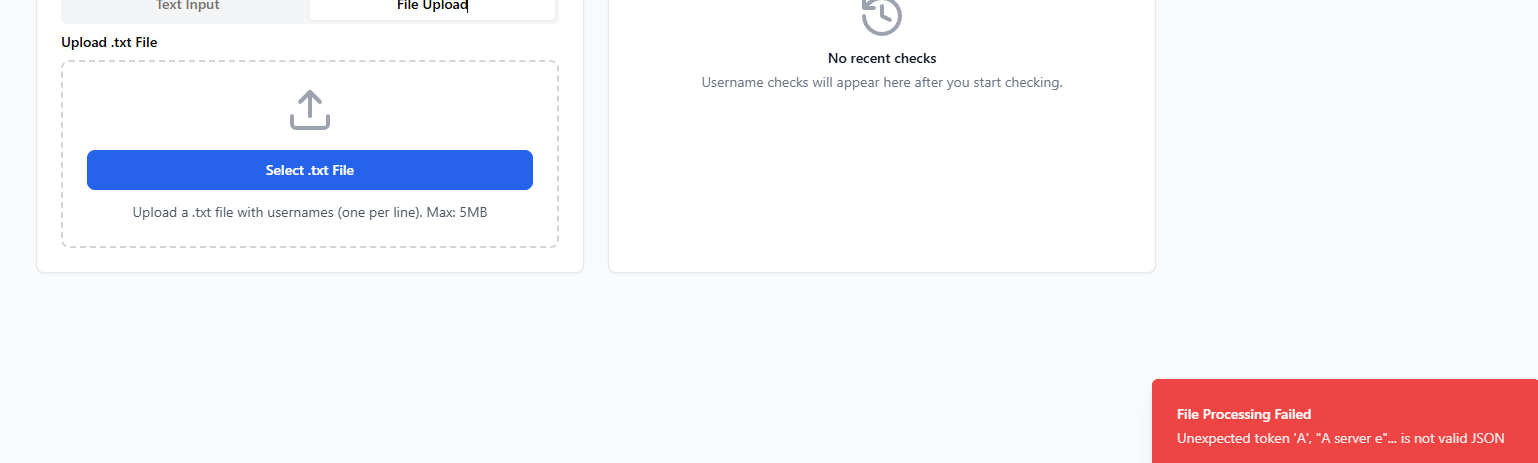 Text Input
File Upload
Upload .txt File
Select .txt File
Upload a .txt file with usernames (one per line). Max: 5MB
No recent checks
Username checks will appear here after you start checking.
File Processing Failed
Unexpected token 'A', "A server e"... is not valid JSON